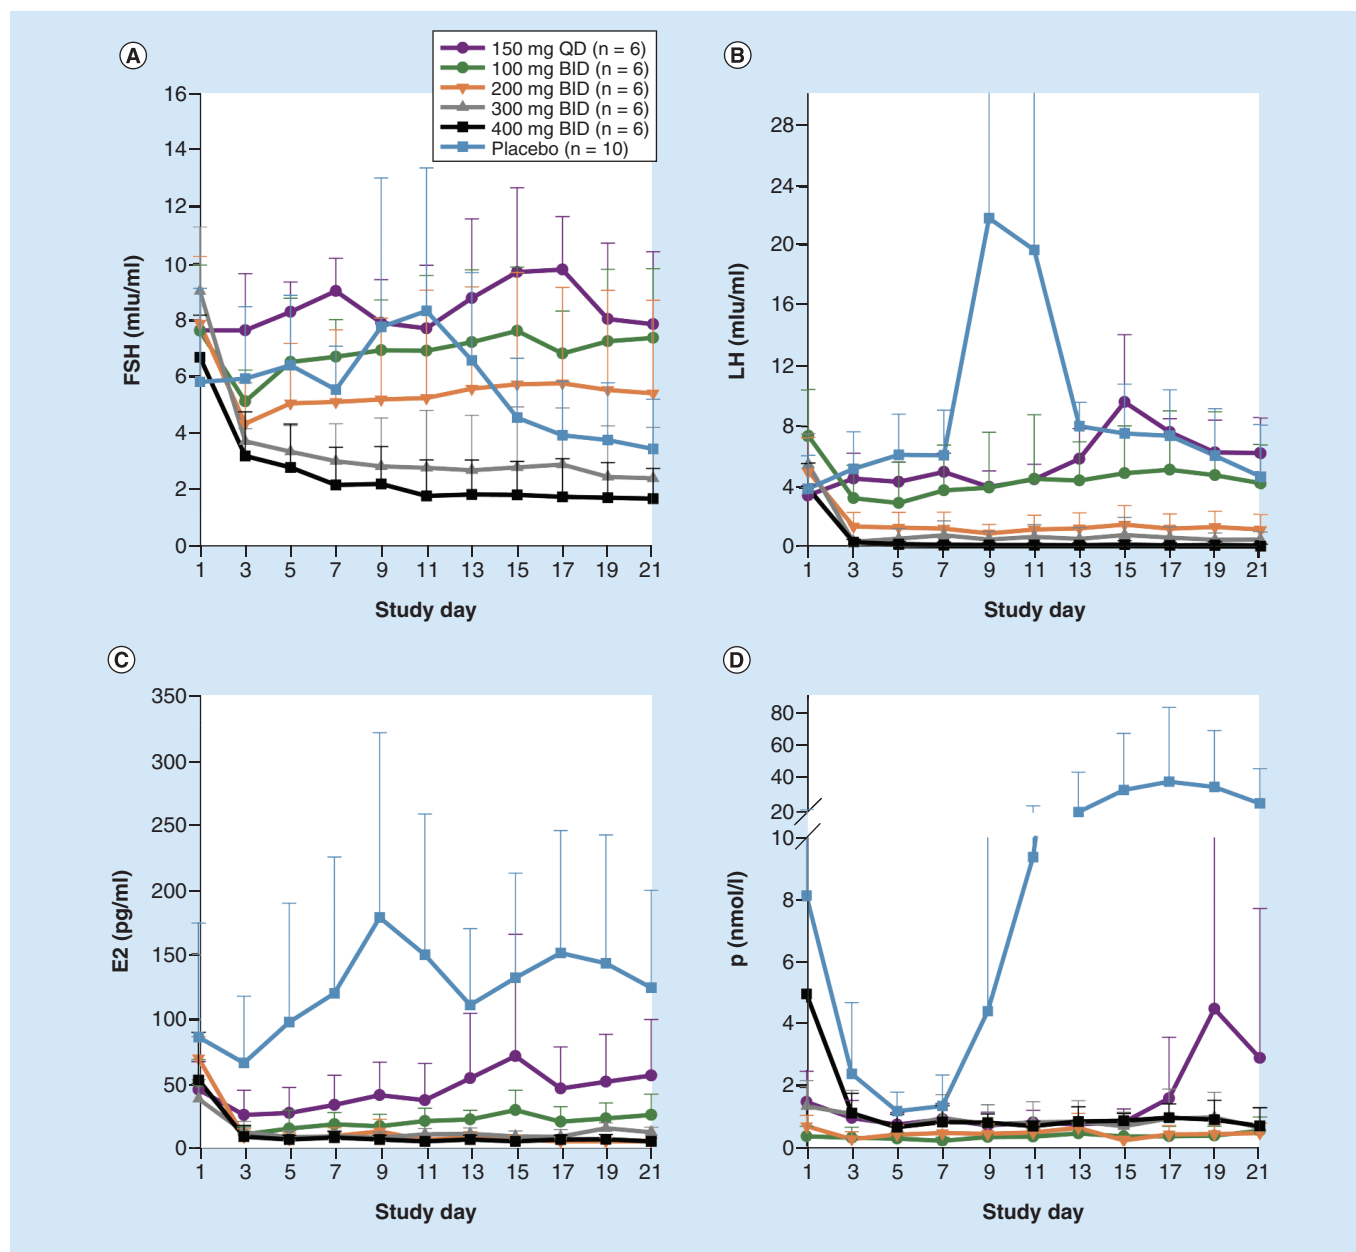 A
150 mg QD (n = 6)
100 mg BID (n = 6)
200 mg BID (n = 6)
300 mg BID (n = 6)
400 mg BID (n = 6)
Placebo (n = 10)
16
14
12
10
8
6
4
2
0
FSH (mlu/ml)
1 3 5 7 9 11 13 15 17 19 21
Study day
B
28
24
20
16
12
8
4
0
LH (mlu/ml)
1 3 5 7 9 11 13 15 17 19 21
Study day
C
350
300
250
200
150
100
50
0
E2 (pg/ml)
1 3 5 7 9 11 13 15 17 19 21
Study day
D
80
60
40
20
10
8
6
4
2
0
p (nmol/l)
1 3 5 7 9 11 13 15 17 19 21
Study day